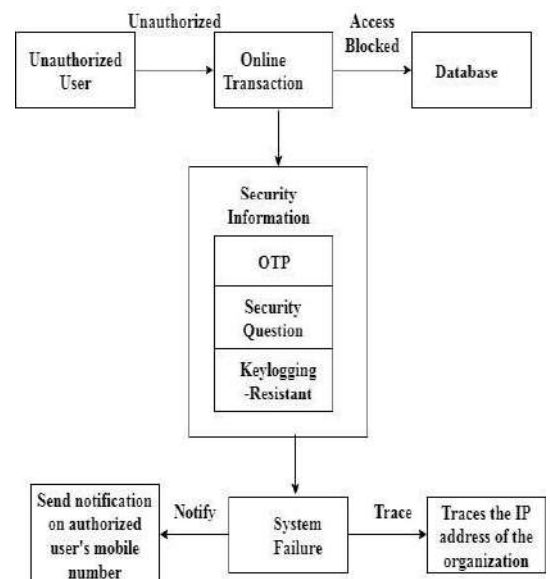 Unauthorized
Access
Blocked
Unauthorized
User
Online
Transaction
Database
Security
Information
OTP
Security
Question
Keylogging
-Resistant
Send notification
on authorized
user's mobile
number
Notify
System
Failure
Trace
Traces the IP
address of the
organization